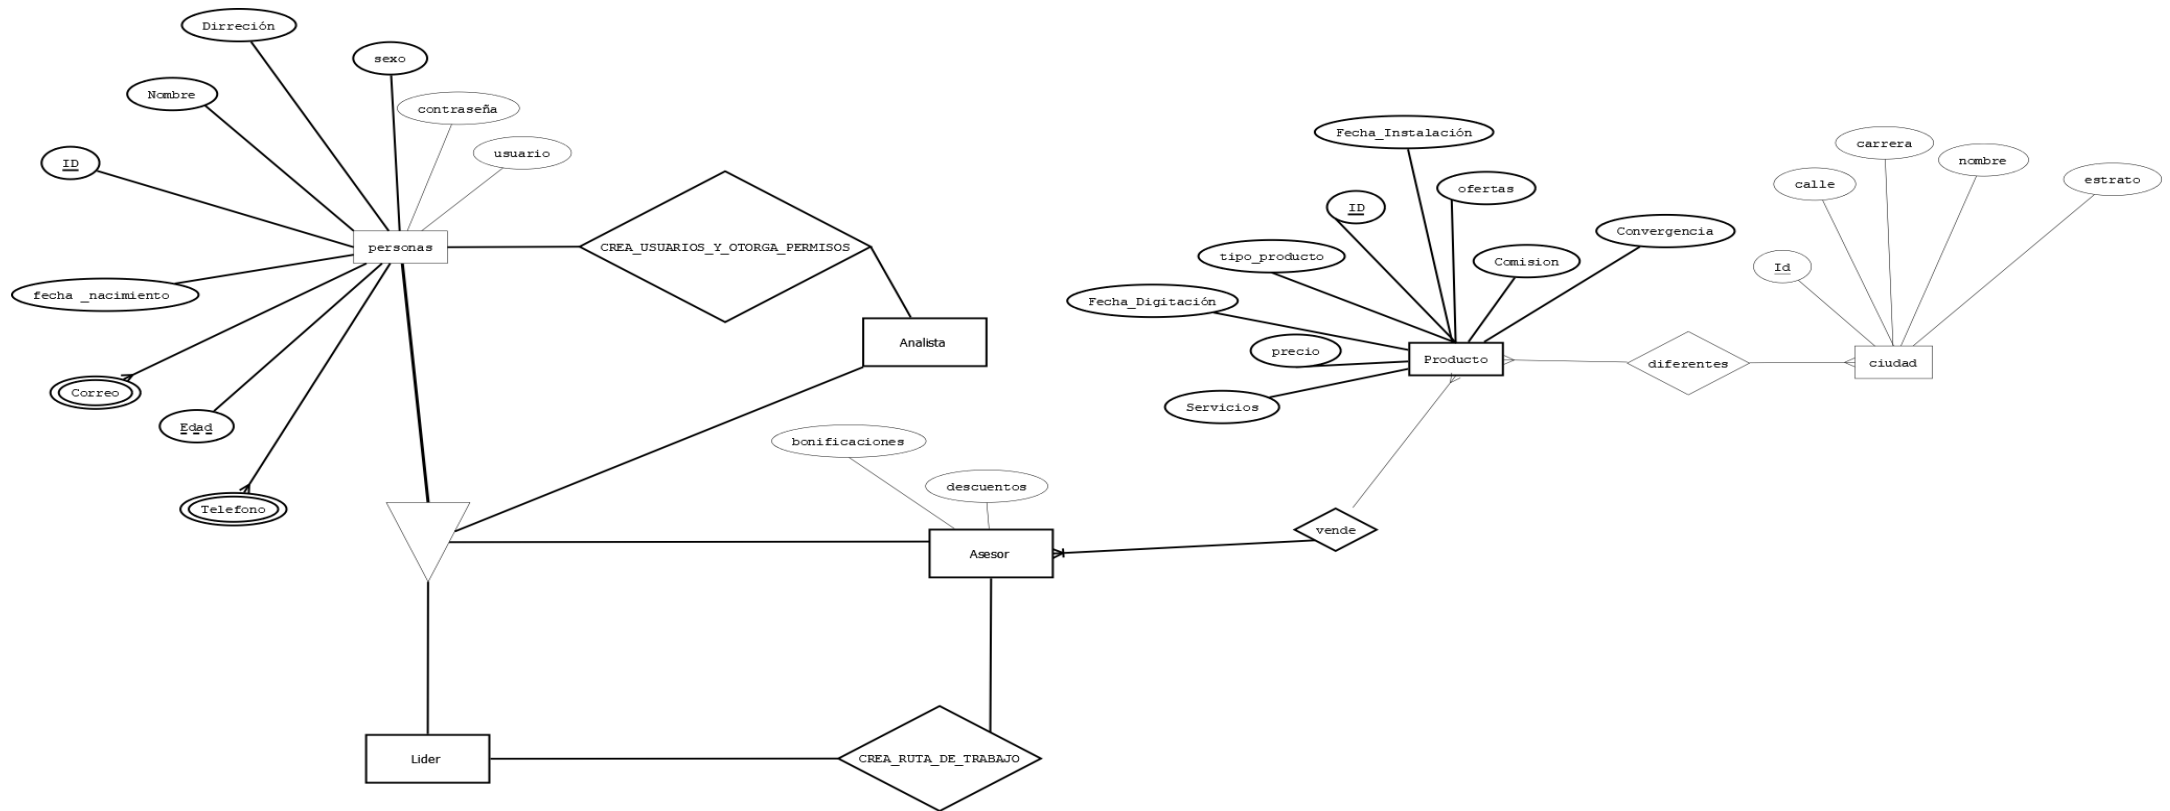 Dirreción
sexo
Nombre
contraseña
usuario
ID
personas
CREA_USUARIOS_Y_OTORGA_PERMISOS
fecha _nacimiento
Analista
Correo
Edad
Telefono
bonificaciones
descuentos
Asesor
vende
Lider
CREA_RUTA_DE_TRABAJO
Fecha_Instalación
ofertas
ID
Convergencia
tipo_producto
Comision
Fecha_Digitación
precio
Producto
Servicios
diferentes
carrera
nombre
calle
estrato
Id
ciudad